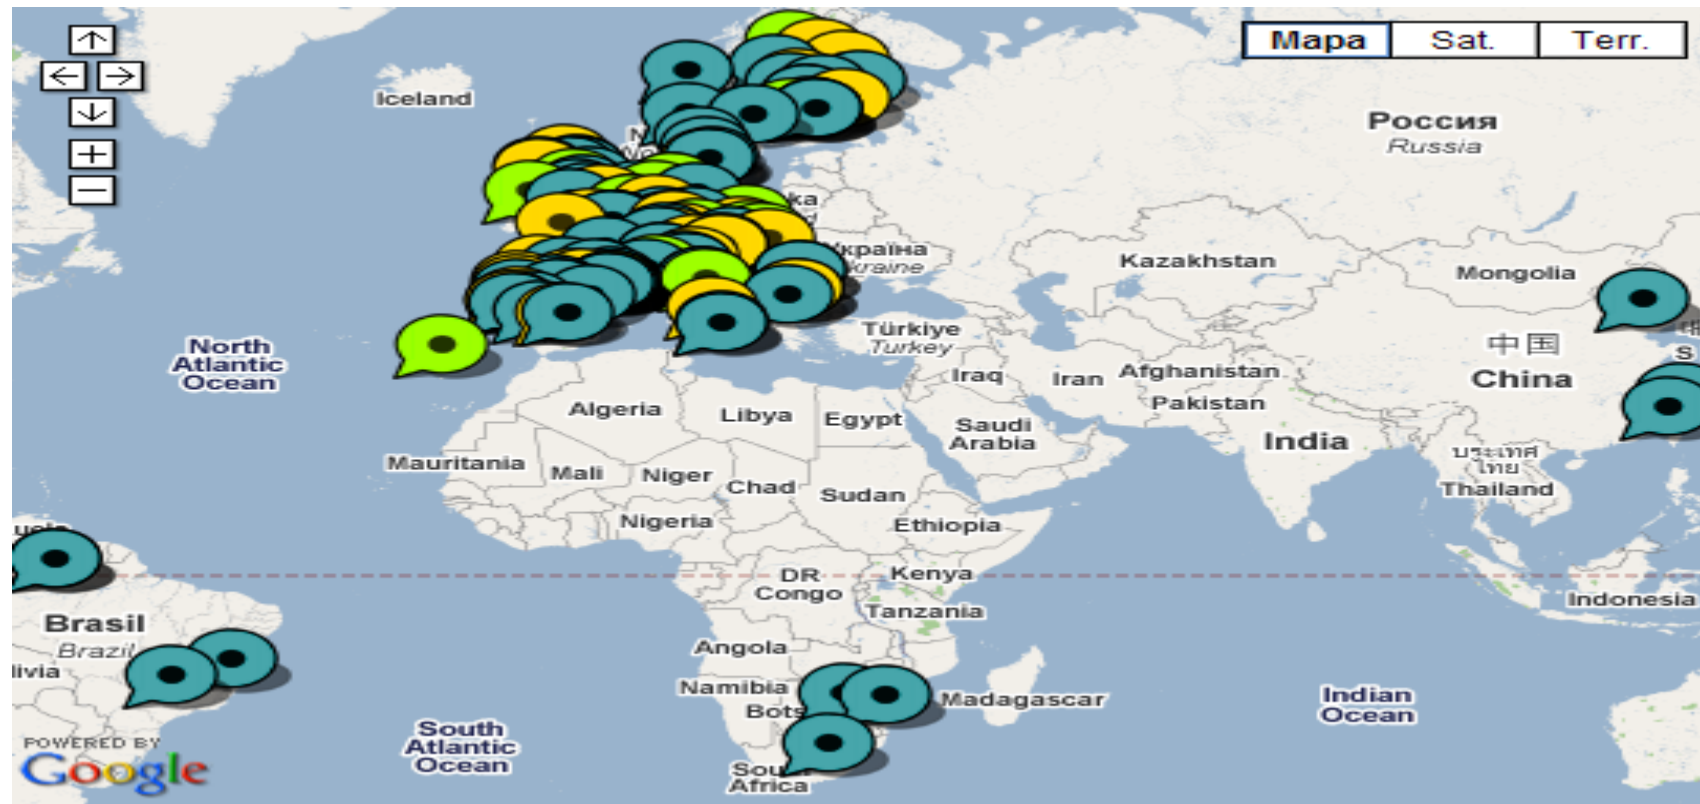 Mapa
Sat.
Terr.
Iceland
Россия
Russia
Україна
Kazakhstan
Mongolia
North
Atlantic
Ocean
Türkiye
Turkey
中国
China
Iraq
Iran
Afghanistan
Pakistan
Algeria
Libya
Egypt
Saudi
Arabia
India
Mauritania
Mali
Niger
Chad
Sudan
ประเทศ
ไทย
Thailand
Nigeria
Ethiopia
DR
Congo
Kenya
Tanzania
Indonesia
Brasil
Brazil
Angola
Namibia
Madagascar
Indian
Ocean
South
Atlantic
Ocean
South
Africa
POWERED BY
Google